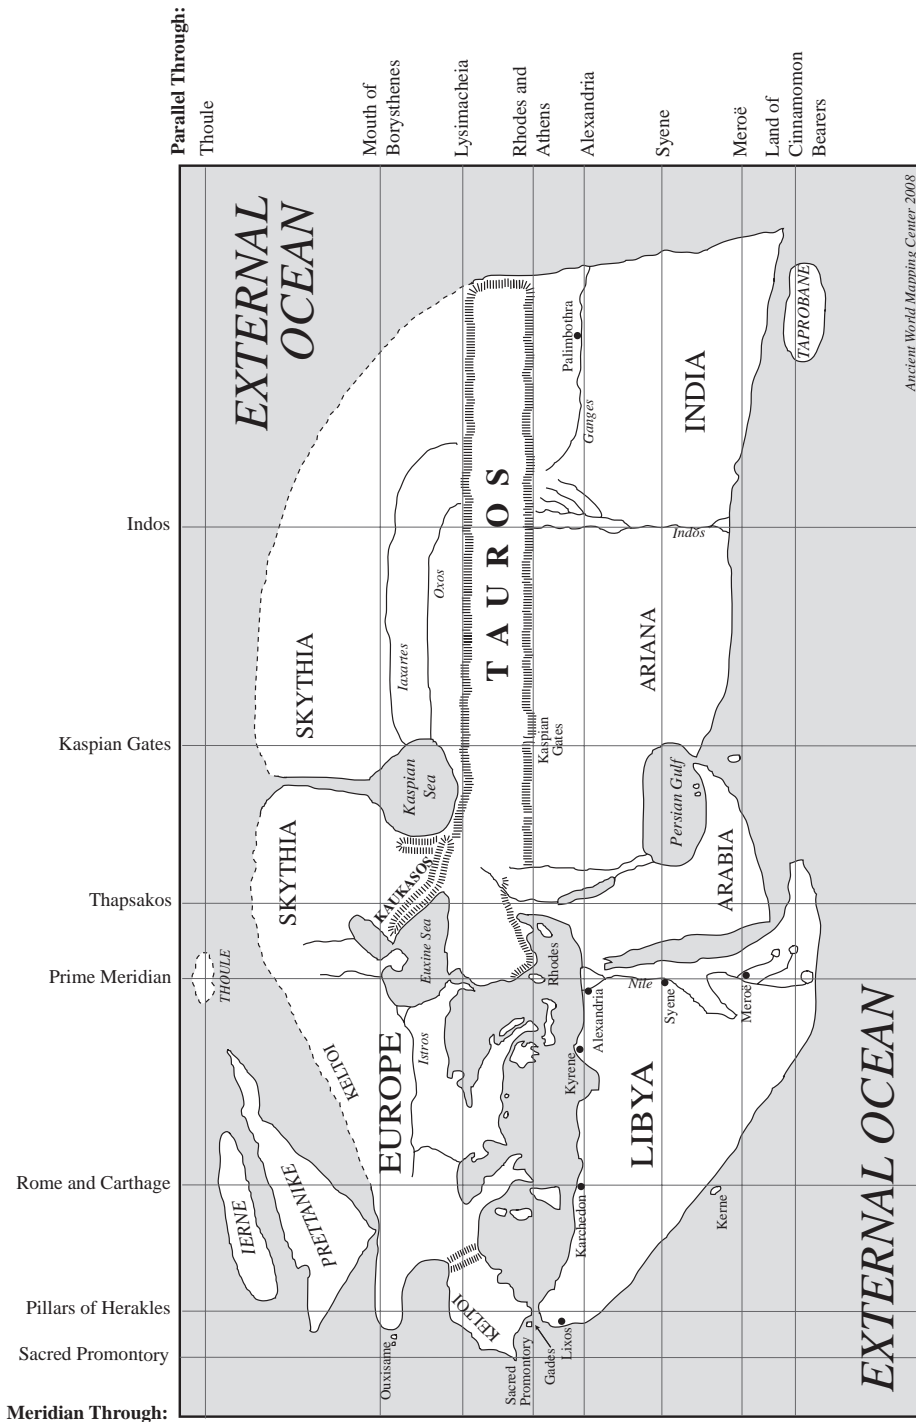 Parallel Through:
Thoule
Mouth of
Borysthenes
Lysimacheia
Rhodes and
Athens
Alexandria
Syene
Meroë
Land of
Cinnamomon
Bearers
EXTERNAL
OCEAN
TAPROBANE
Palimbothra
Ganges
INDIA
Ancient World Mapping Center 2008
Indos
Indos
TAUROS
Oxos
Iaxartes
SKYTHIA
ARIANA
Kaspian Gates
Kaspian
Gates
Kaspian
Sea
Persian Gulf
SKYTHIA
KAUKASOS
ARABIA
Thapsakos
Euxine Sea
Prime Meridian
THOULE
Rhodes
Nile
Alexandria
Syene
Meroë
KELTOI
EUROPE
Istros
Kyrene
LIBYA
EXTERNAL OCEAN
Rome and Carthage
IERNE
PRETTANIKE
Karchedon
Kerne
Pillars of Herakles
KELTOI
Ouxisame
Sacred
Promontory
Gades
Lixos
Sacred Promontory
Meridian Through: